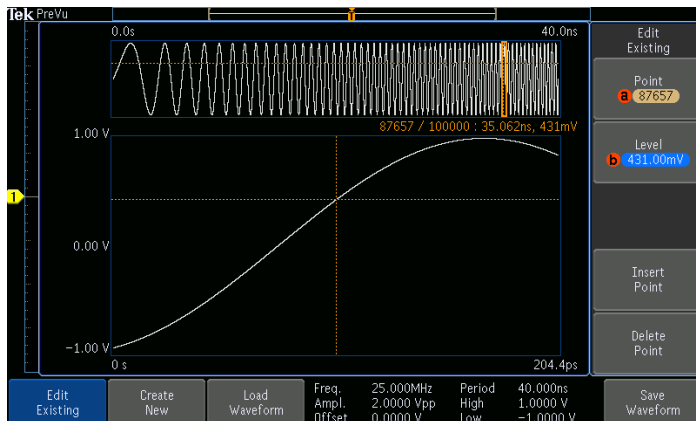 Tek PreVu
T
0.0s 40.0ns
87657 / 100000 : 35.062ns, 431mV
1.00 V
1
0.00 V
-1.00 V
0 s 204.4ps
Edit
Existing
Point
a 87657
Level
b 431.00mV
Insert
Point
Delete
Point
Edit
Existing
Create
New
Load
Waveform
Freq. 25.000MHz Period 40.000ns
Ampl. 2.0000 Vpp High 1.0000 V
Offset 0.0000 V Low -1.0000 V
Save
Waveform